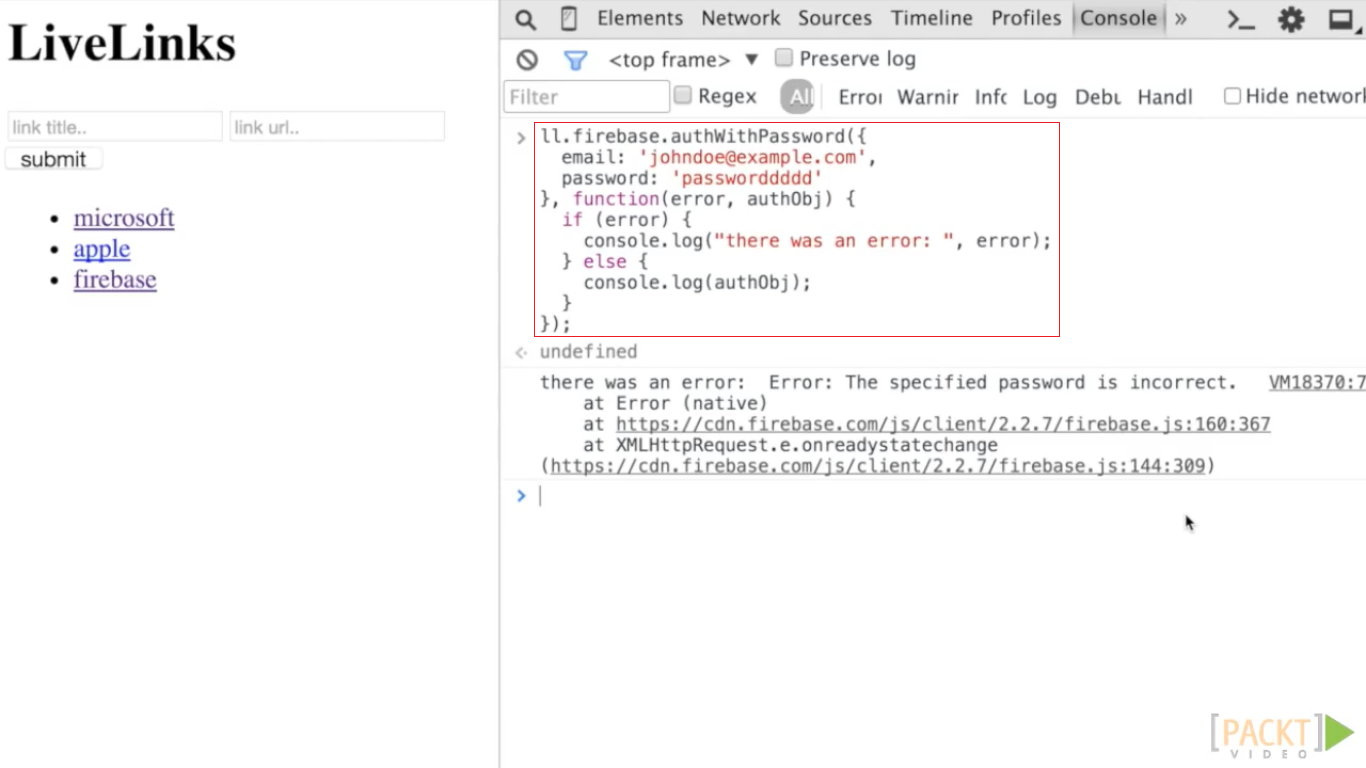 LiveLinks
link title.. link url..
submit
microsoft
apple
firebase
Elements Network Sources Timeline Profiles Console »
<top frame> ▼ Preserve log
Filter Regex All Error Warnin Info Log Debu Handl Hide network
> ll.firebase.authWithPassword({
email: 'johndoe@example.com',
password: 'passworddddd'
}, function(error, authObj) {
if (error) {
console.log("there was an error: ", error);
} else {
console.log(authObj);
}
});
undefined
there was an error:  Error: The specified password is incorrect. VM18370:7
at Error (native)
at https://cdn.firebase.com/js/client/2.2.7/firebase.js:160:367
at XMLHttpRequest.e.onreadystatechange
(https://cdn.firebase.com/js/client/2.2.7/firebase.js:144:309)
>
[PACKT]
VIDEO